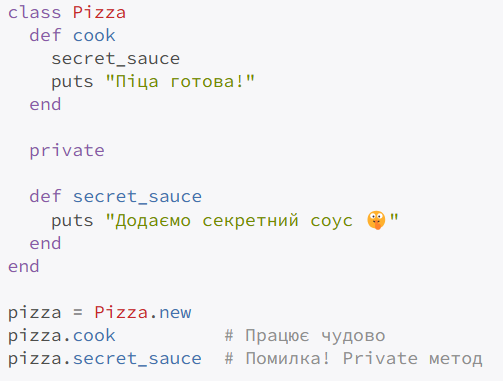 class Pizza
  def cook
    secret_sauce
    puts "Піца готова!"
  end

  private

  def secret_sauce
    puts "Додаємо секретний соус 🤫"
  end
end

pizza = Pizza.new
pizza.cook          # Працює чудово
pizza.secret_sauce  # Помилка! Private метод